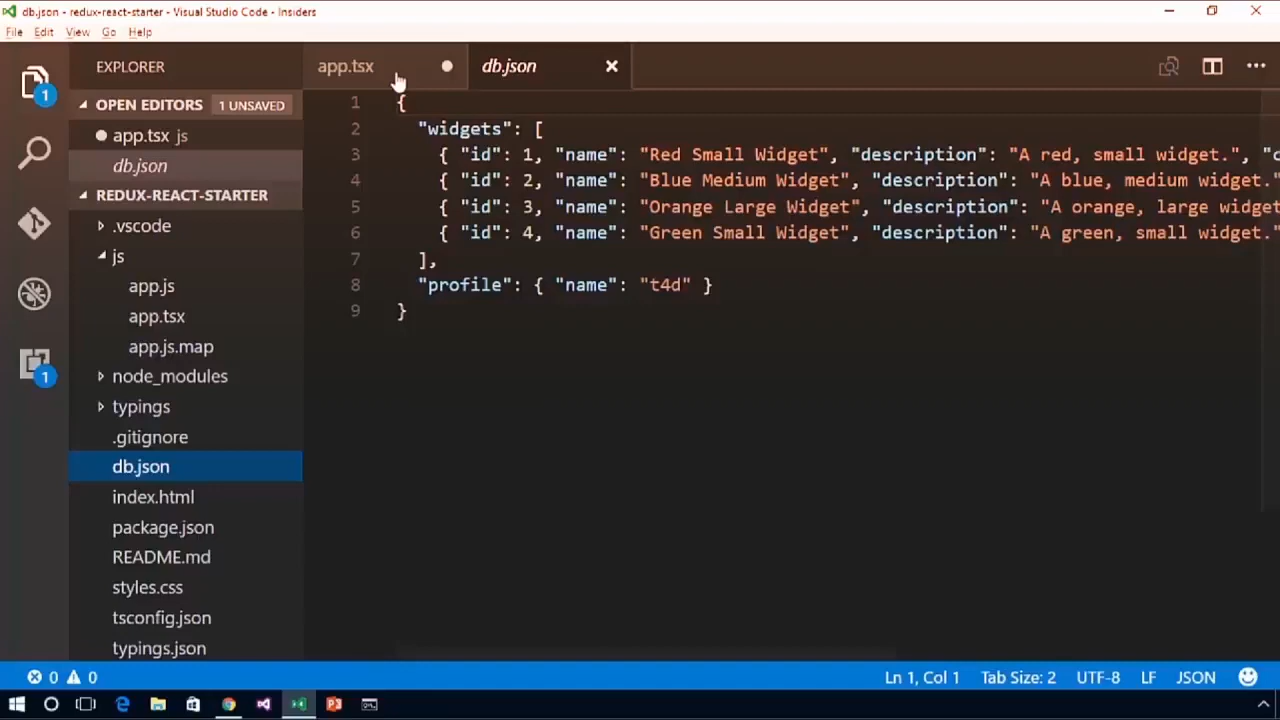 db.json - redux-react-starter - Visual Studio Code - Insiders
File Edit View Go Help
EXPLORER
OPEN EDITORS 1 UNSAVED
app.tsx js
db.json
REDUX-REACT-STARTER
.vscode
js
app.js
app.tsx
app.js.map
node_modules
typings
.gitignore
db.json
index.html
package.json
README.md
styles.css
tsconfig.json
typings.json
1
1
app.tsx db.json
1 {
2 "widgets": [
3 { "id": 1, "name": "Red Small Widget", "description": "A red, small widget.", "c
4 { "id": 2, "name": "Blue Medium Widget", "description": "A blue, medium widget."
5 { "id": 3, "name": "Orange Large Widget", "description": "A orange, large widget
6 { "id": 4, "name": "Green Small Widget", "description": "A green, small widget."
7 ],
8 "profile": { "name": "t4d" }
9 }
0 0 Ln 1, Col 1 Tab Size: 2 UTF-8 LF JSON